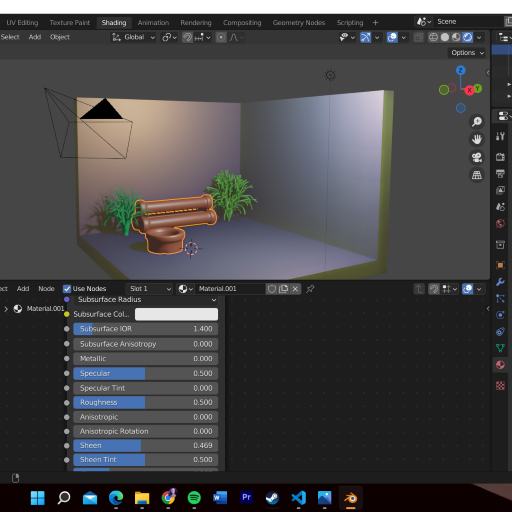 UV Editing Texture Paint Shading Animation Rendering Compositing Geometry Nodes Scripting + Scene
Select Add Object Global
Options
Z
X Y
Add Node Use Nodes Slot 1 Material.001
Material.001
Subsurface Radius
Subsurface Col...
Subsurface IOR 1.400
Subsurface Anisotropy 0.000
Metallic 0.000
Specular 0.500
Specular Tint 0.000
Roughness 0.500
Anisotropic 0.000
Anisotropic Rotation 0.000
Sheen 0.469
Sheen Tint 0.500
W Pr